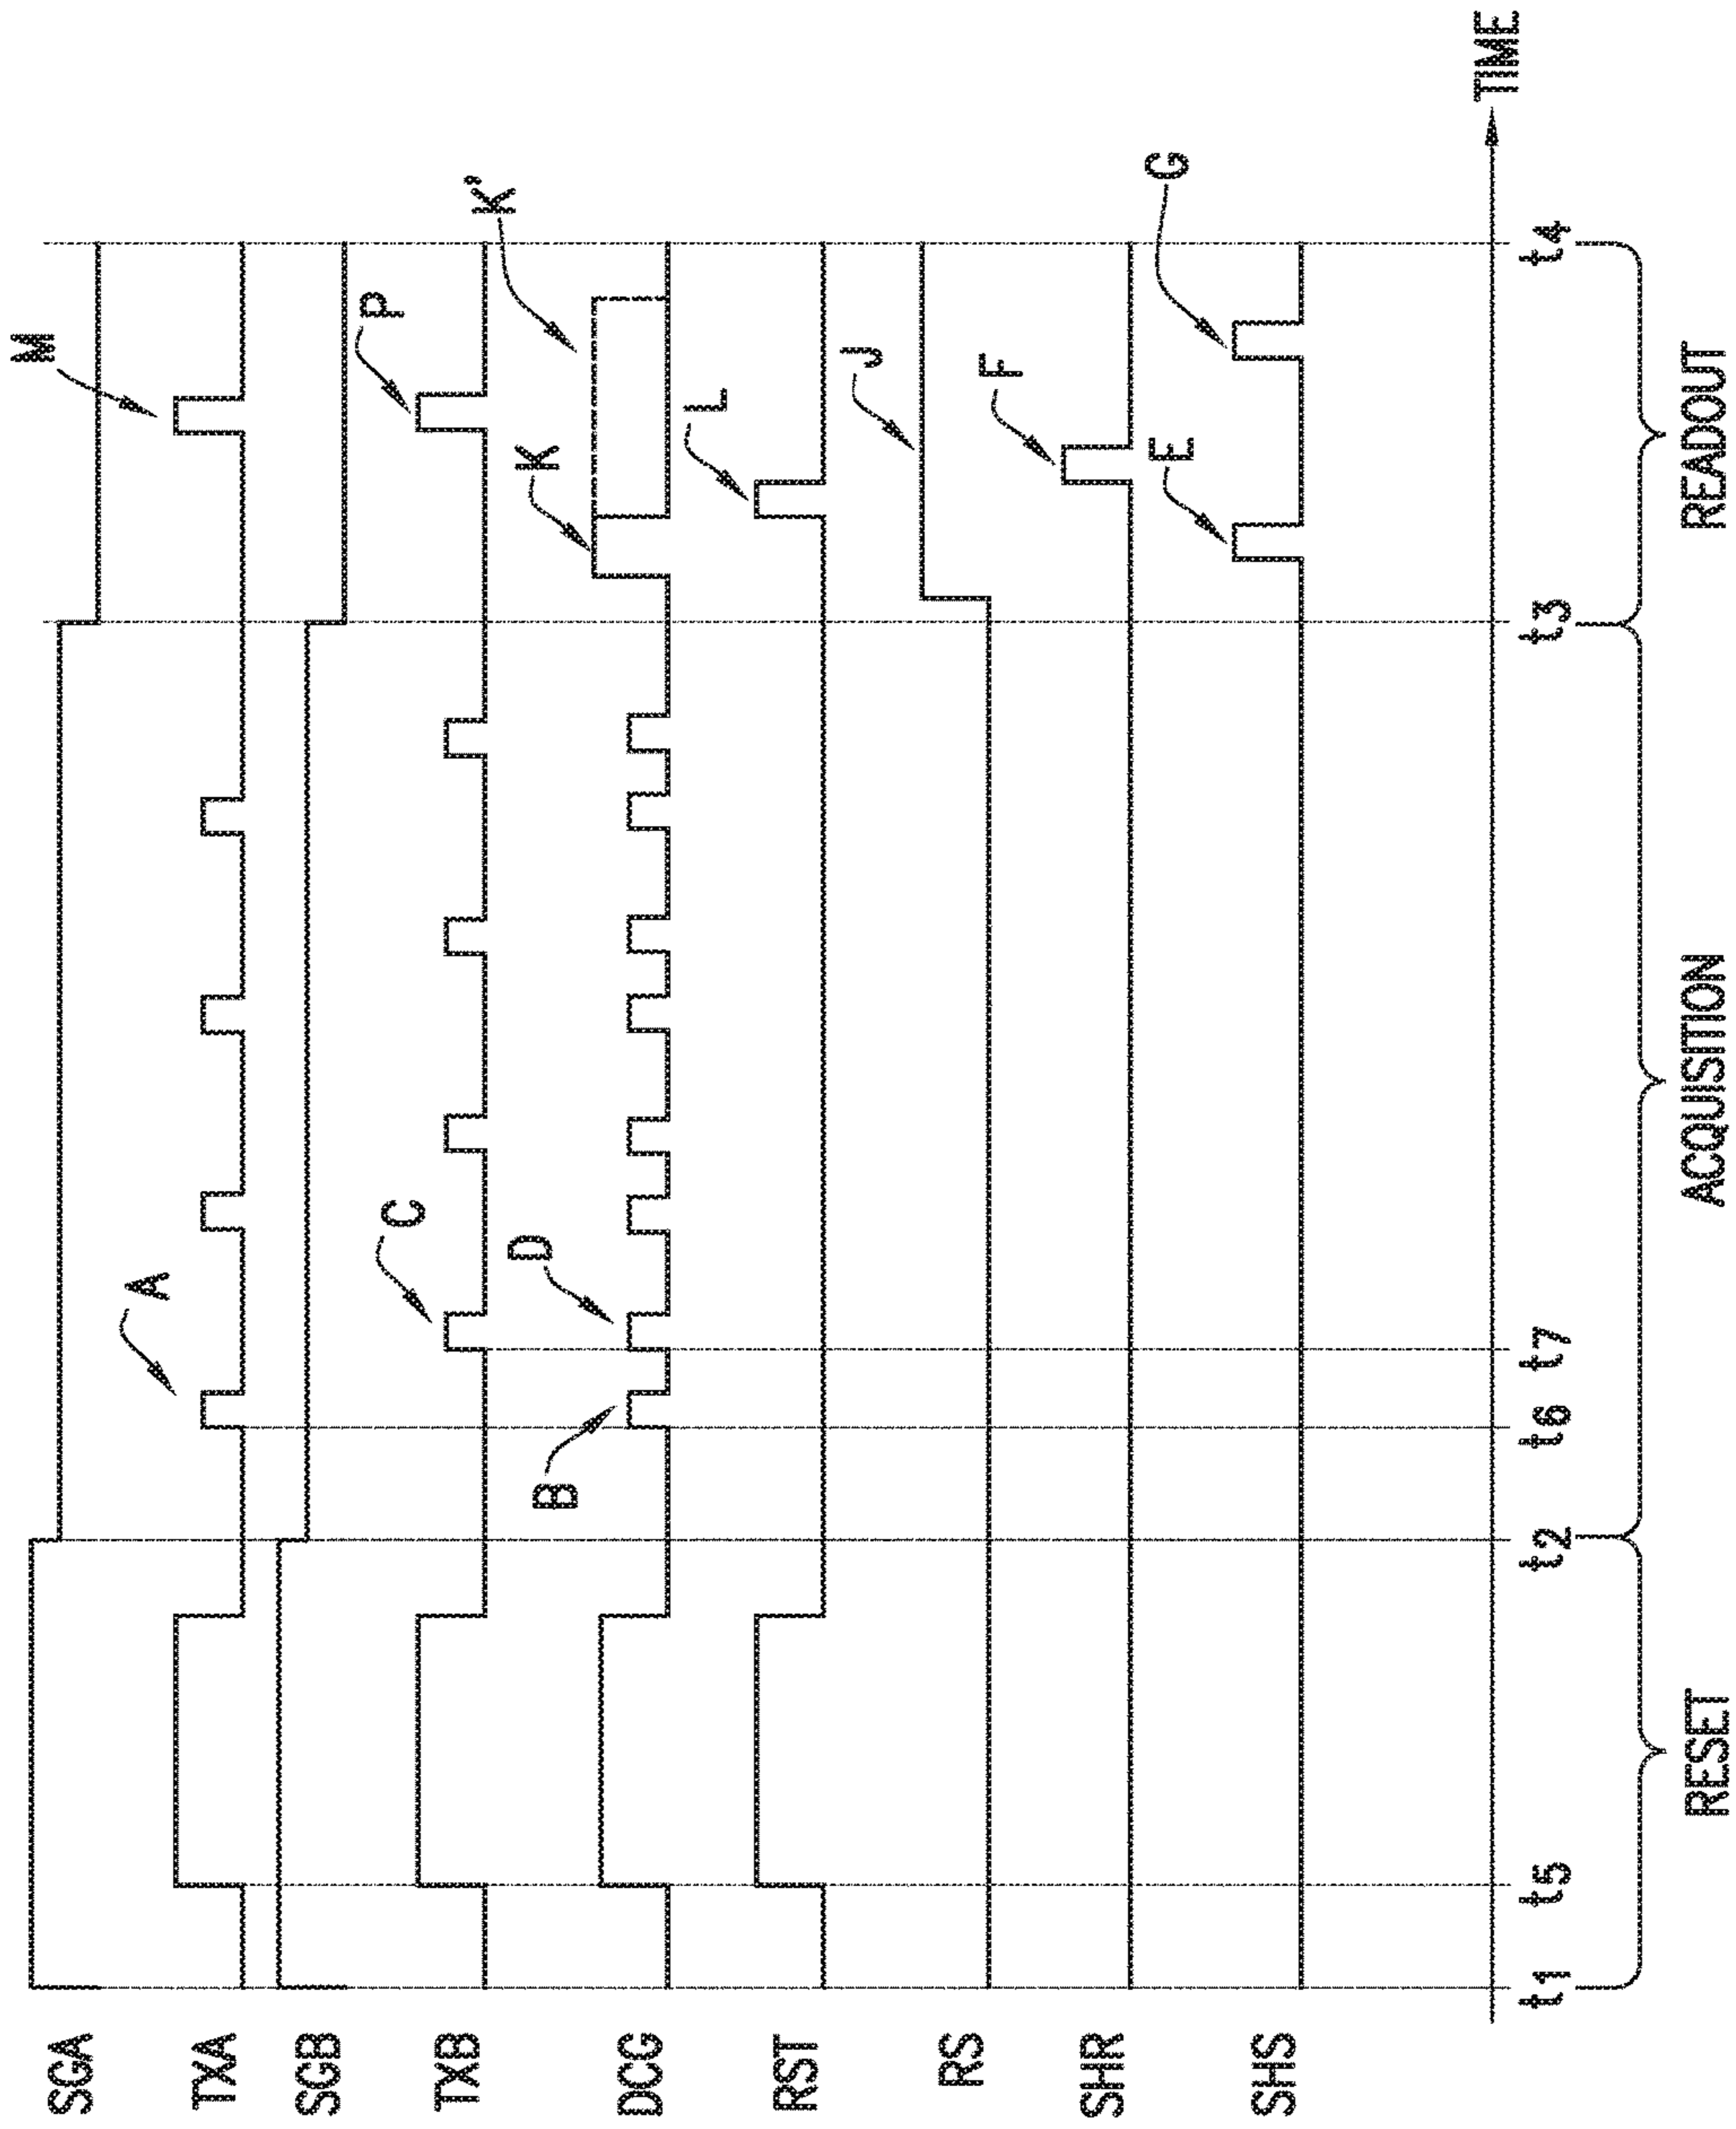 SGA
TXA
SGB
TXB
DCG
RST
RS
SHR
SHS
A
M
C
P
B
D
K
K'
L
J
F
E
G
TIME
t1
t5
t2
t6
t7
t3
t4
RESET
ACQUISITION
READOUT